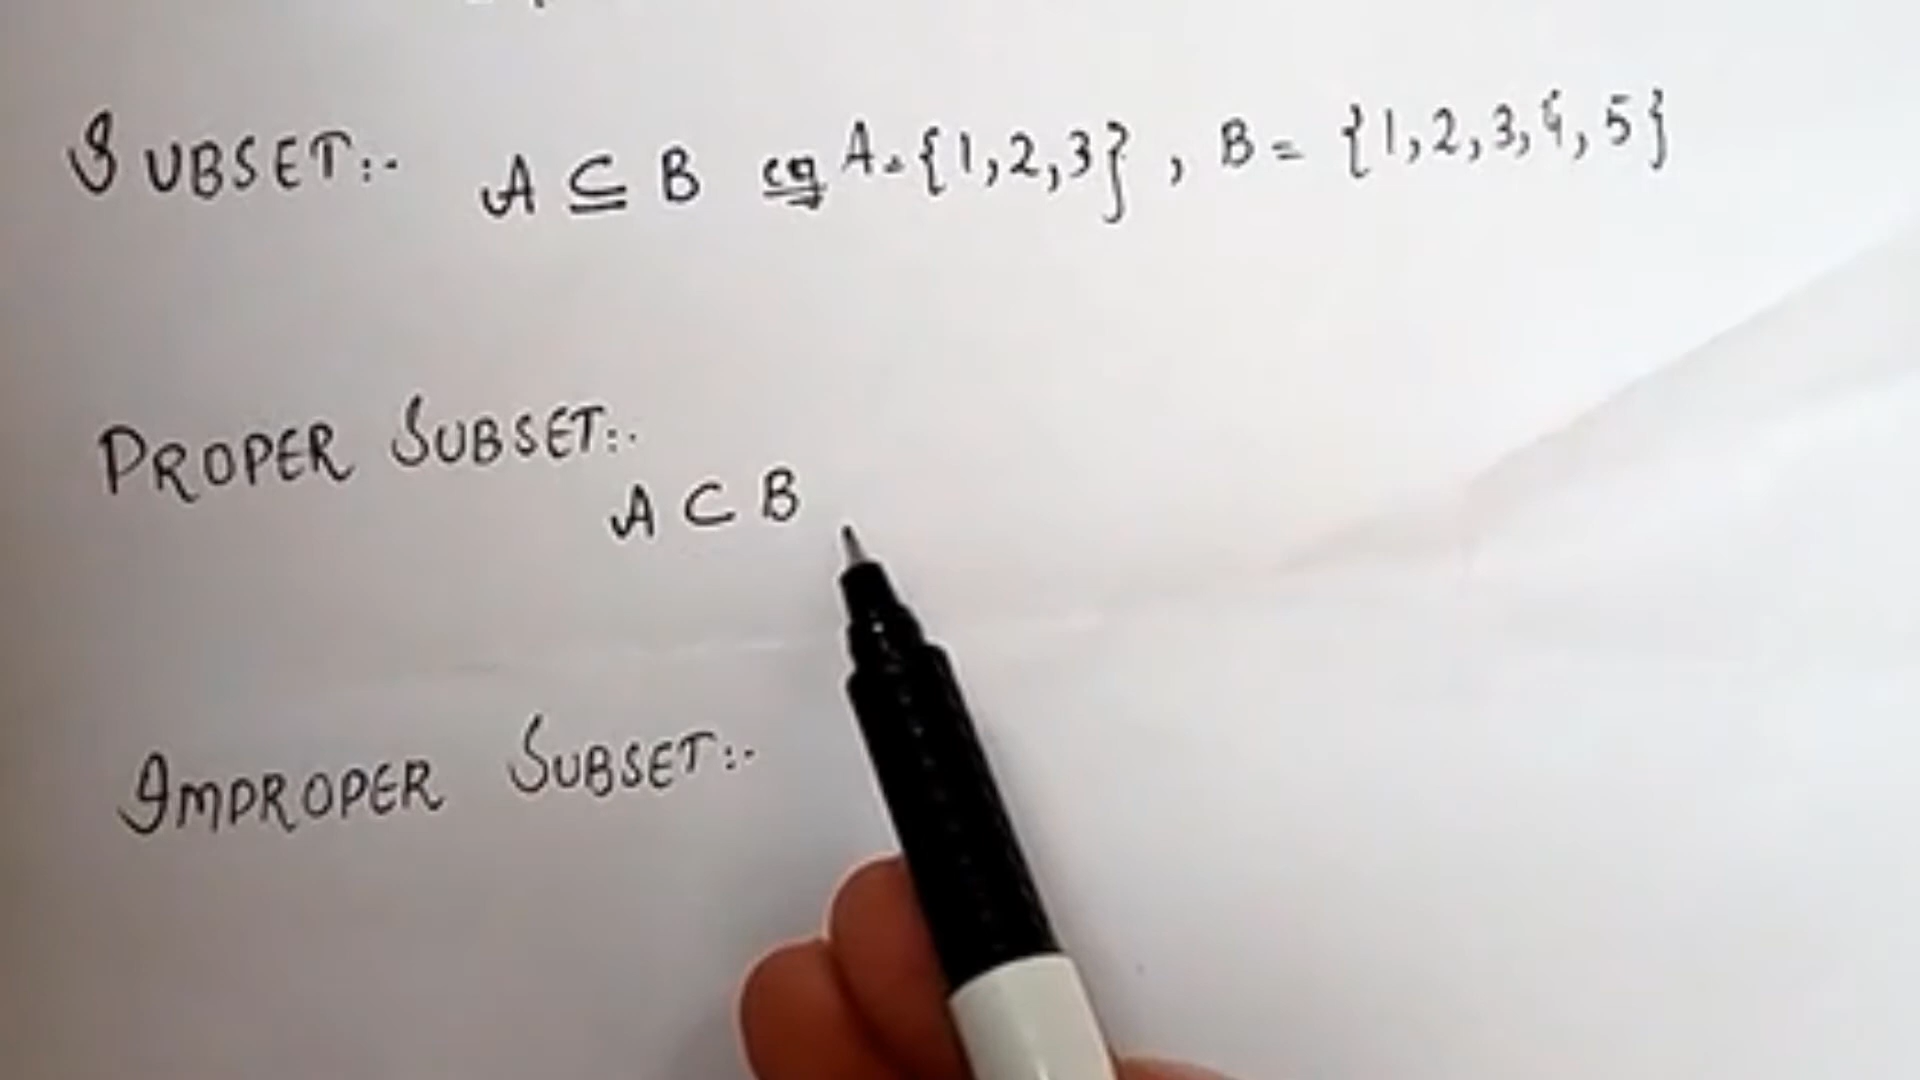 SUBSET:- A ⊆ B eg A = {1,2,3} , B = {1,2,3,4,5}
PROPER SUBSET:-
A ⊂ B
IMPROPER SUBSET:-